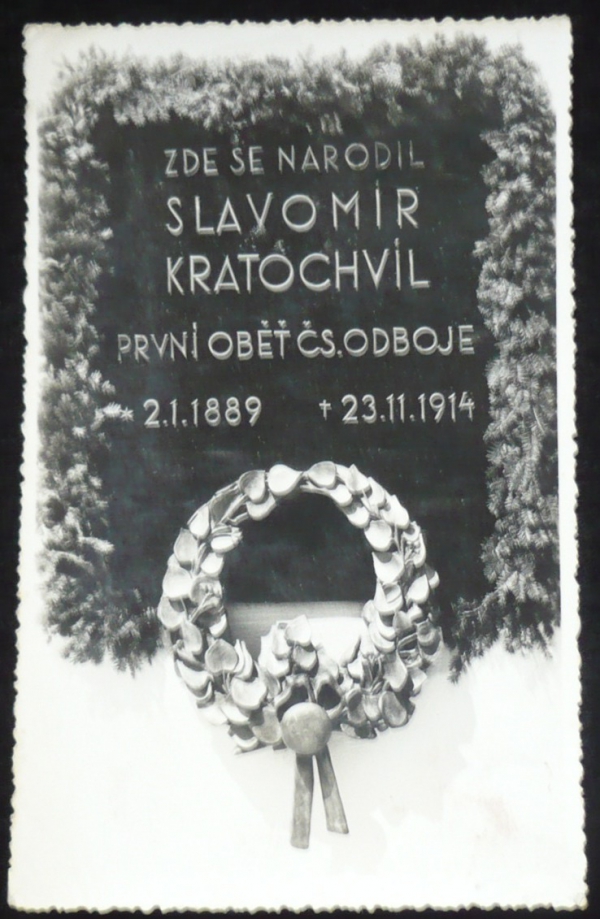 ZDE SE NARODIL
SLAVOMÍR
KRATOCHVÍL
PRVNÍ OBĚŤ ČS. ODBOJE
* 2.1.1889 † 23.11.1914